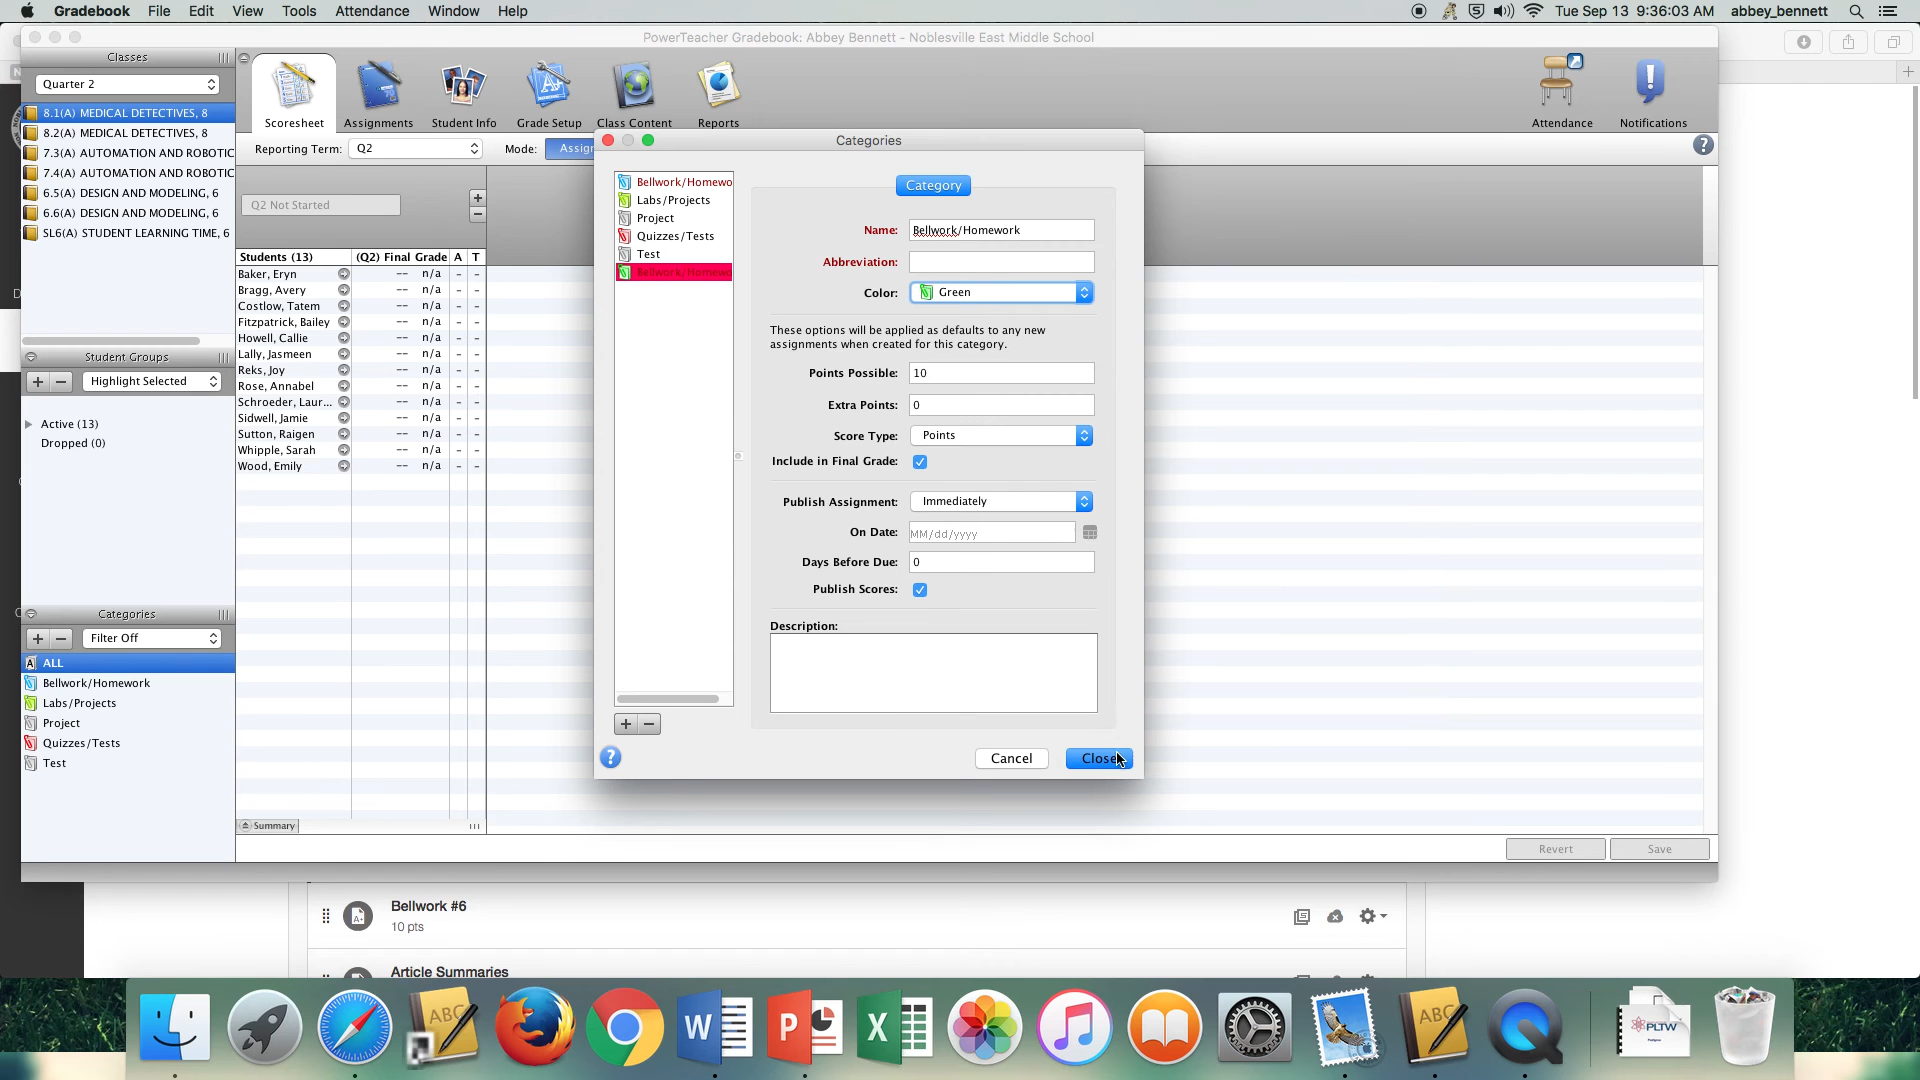 Gradebook File Edit View Tools Attendance Window Help
Tue Sep 13 9:36:03 AM abbey_bennett
PowerTeacher Gradebook: Abbey Bennett - Noblesville East Middle School
Classes
Quarter 2
8.1(A) MEDICAL DETECTIVES, 8
8.2(A) MEDICAL DETECTIVES, 8
7.3(A) AUTOMATION AND ROBOTIC
7.4(A) AUTOMATION AND ROBOTIC
6.5(A) DESIGN AND MODELING, 6
6.6(A) DESIGN AND MODELING, 6
SL6(A) STUDENT LEARNING TIME, 6
Student Groups
Highlight Selected
Active (13)
Dropped (0)
Categories
Filter Off
ALL
Bellwork/Homework
Labs/Projects
Project
Quizzes/Tests
Test
Scoresheet Assignments Student Info Grade Setup Class Content Reports
Attendance Notifications
Reporting Term: Q2 Mode: Assign
Q2 Not Started
Students (13) (Q2) Final Grade A T
Baker, Eryn -- n/a - -
Bragg, Avery -- n/a - -
Costlow, Tatem -- n/a - -
Fitzpatrick, Bailey -- n/a - -
Howell, Callie -- n/a - -
Lally, Jasmeen -- n/a - -
Reks, Joy -- n/a - -
Rose, Annabel -- n/a - -
Schroeder, Laur... -- n/a - -
Sidwell, Jamie -- n/a - -
Sutton, Raigen -- n/a - -
Whipple, Sarah -- n/a - -
Wood, Emily -- n/a - -
Summary
Revert Save
Categories
Bellwork/Homewo
Labs/Projects
Project
Quizzes/Tests
Test
Bellwork/Homewo
Category
Name: Bellwork/Homework
Abbreviation:
Color: Green
These options will be applied as defaults to any new
assignments when created for this category.
Points Possible: 10
Extra Points: 0
Score Type: Points
Include in Final Grade:
Publish Assignment: Immediately
On Date: MM/dd/yyyy
Days Before Due: 0
Publish Scores:
Description:
Cancel Close
Bellwork #6
10 pts
Article Summaries
ABC
W P X
ABC
PLTW